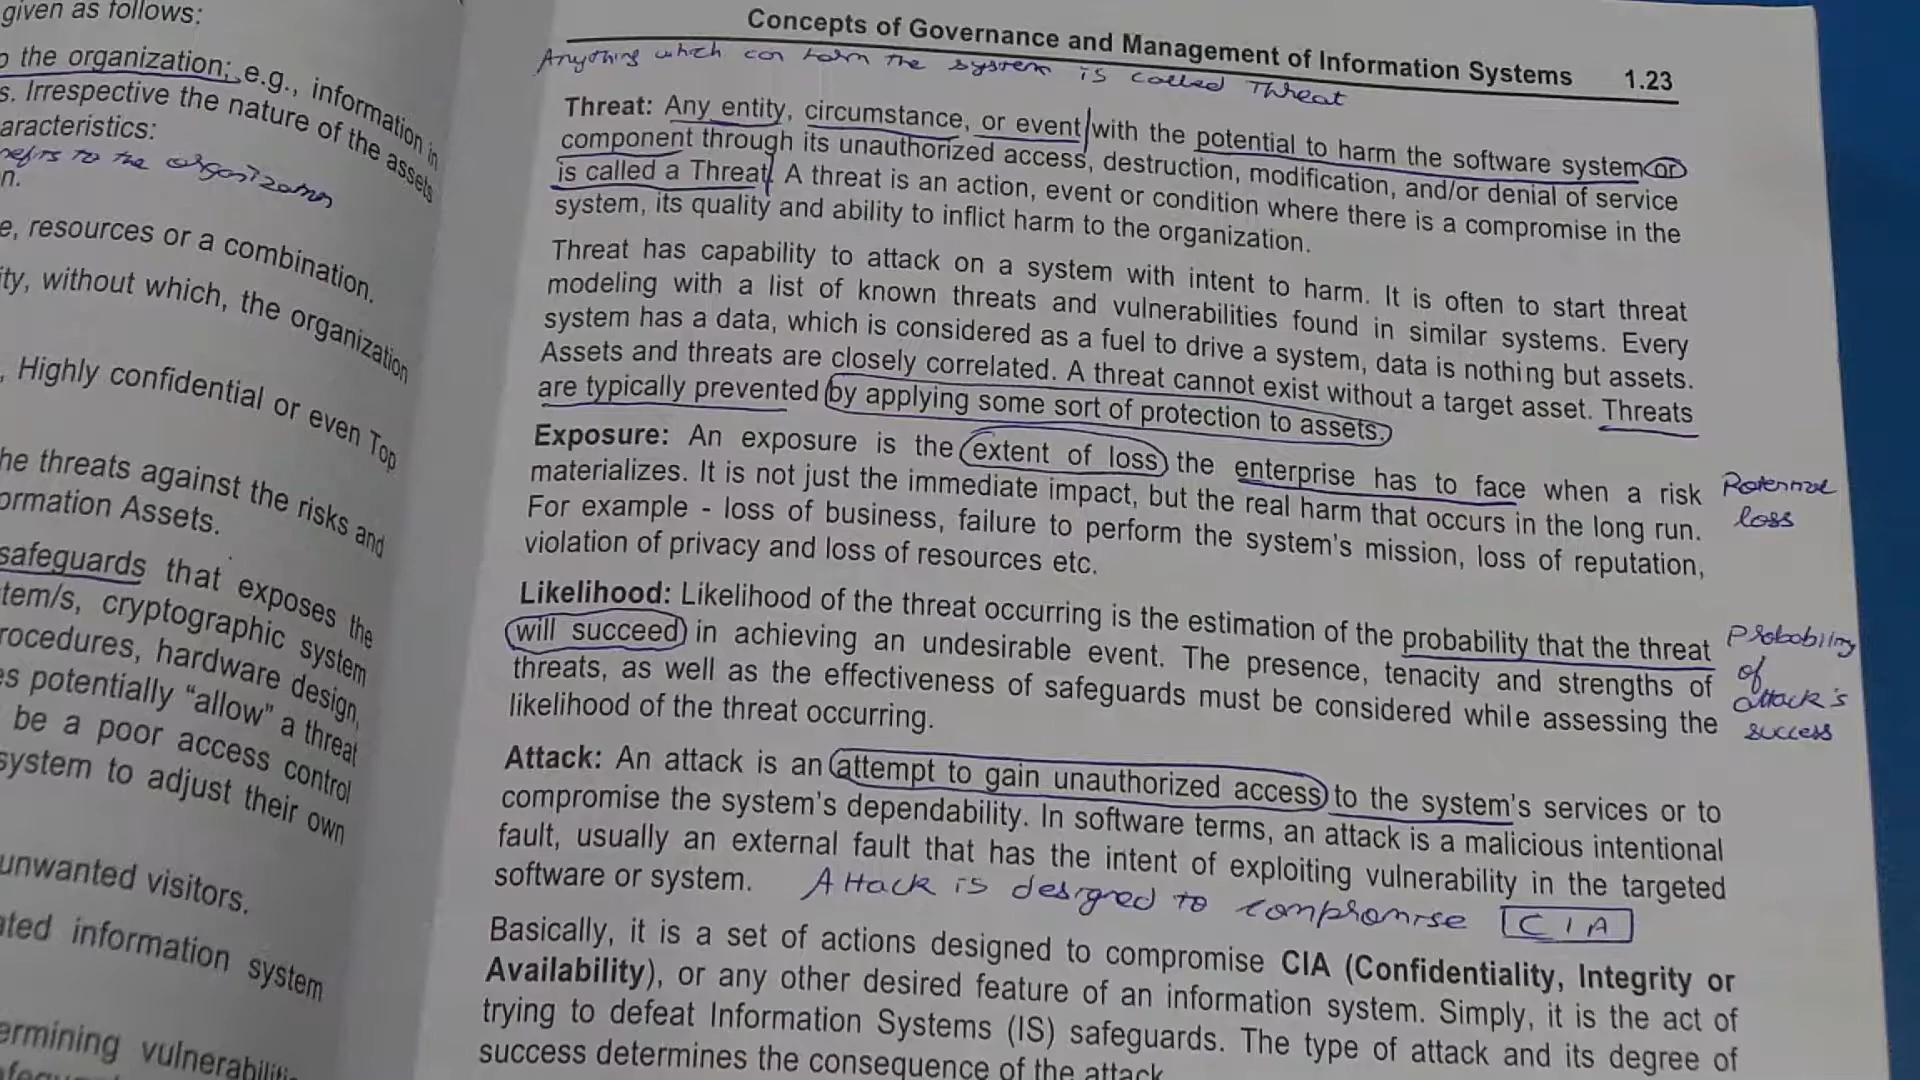 given as follows:
the organization; e.g., information in
s. Irrespective the nature of the assets
aracteristics:
to the organization
n.
e, resources or a combination.
ity, without which, the organization
, Highly confidential or even Top
he threats against the risks and
ormation Assets.
safeguards that exposes the
tem/s, cryptographic system
rocedures, hardware design,
es potentially "allow" a threat
be a poor access control
system to adjust their own
unwanted visitors.
ated information system
ermining
Concepts of Governance and Management of Information Systems 1.23
Anything which can harm the system is called Threat
Threat: Any entity, circumstance, or event with the potential to harm the software system or
component through its unauthorized access, destruction, modification, and/or denial of service
is called a Threat. A threat is an action, event or condition where there is a compromise in the
system, its quality and ability to inflict harm to the organization.
Threat has capability to attack on a system with intent to harm. It is often to start threat
modeling with a list of known threats and vulnerabilities found in similar systems. Every
system has a data, which is considered as a fuel to drive a system, data is nothing but assets.
Assets and threats are closely correlated. A threat cannot exist without a target asset. Threats
are typically prevented by applying some sort of protection to assets.
Exposure: An exposure is the extent of loss the enterprise has to face when a risk
materializes. It is not just the immediate impact, but the real harm that occurs in the long run.
For example - loss of business, failure to perform the system's mission, loss of reputation,
violation of privacy and loss of resources etc.
Potential
loss
Likelihood: Likelihood of the threat occurring is the estimation of the probability that the threat
will succeed in achieving an undesirable event. The presence, tenacity and strengths of
threats, as well as the effectiveness of safeguards must be considered while assessing the
likelihood of the threat occurring.
Probability
of
attack's
success
Attack: An attack is an attempt to gain unauthorized access to the system's services or to
compromise the system's dependability. In software terms, an attack is a malicious intentional
fault, usually an external fault that has the intent of exploiting vulnerability in the targeted
software or system.
Attack is designed to compromise CIA
Basically, it is a set of actions designed to compromise CIA (Confidentiality, Integrity or
Availability), or any other desired feature of an information system. Simply, it is the act of
trying to defeat Information Systems (IS) safeguards. The type of attack and its degree of
success determines the consequence of the attack